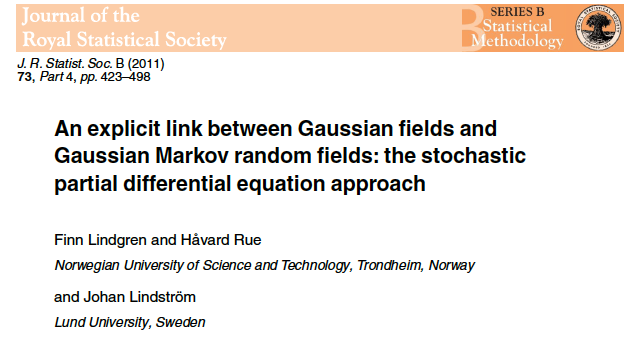 Journal of the
Royal Statistical Society
SERIES B
Statistical
Methodology
J. R. Statist. Soc. B (2011)
73, Part 4, pp. 423–498
An explicit link between Gaussian fields and
Gaussian Markov random fields: the stochastic
partial differential equation approach
Finn Lindgren and Håvard Rue
Norwegian University of Science and Technology, Trondheim, Norway
and Johan Lindström
Lund University, Sweden